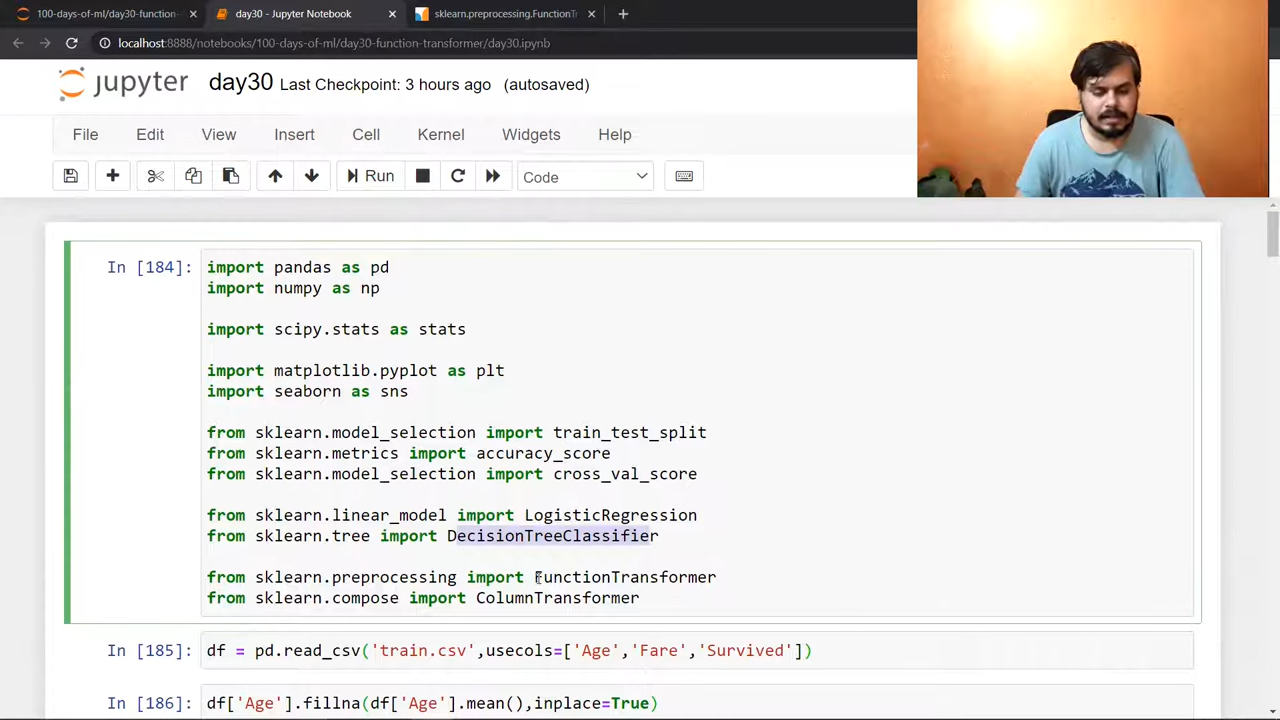 100-days-of-ml/day30-function-
day30 - Jupyter Notebook
sklearn.preprocessing.FunctionTr
localhost:8888/notebooks/100-days-of-ml/day30-function-transformer/day30.ipynb
jupyter day30 Last Checkpoint: 3 hours ago (autosaved)
File Edit View Insert Cell Kernel Widgets Help
Run Code
In [184]:
import pandas as pd
import numpy as np
import scipy.stats as stats
import matplotlib.pyplot as plt
import seaborn as sns
from sklearn.model_selection import train_test_split
from sklearn.metrics import accuracy_score
from sklearn.model_selection import cross_val_score
from sklearn.linear_model import LogisticRegression
from sklearn.tree import DecisionTreeClassifier
from sklearn.preprocessing import FunctionTransformer
from sklearn.compose import ColumnTransformer
In [185]: df = pd.read_csv('train.csv',usecols=['Age','Fare','Survived'])
In [186]: df['Age'].fillna(df['Age'].mean(),inplace=True)